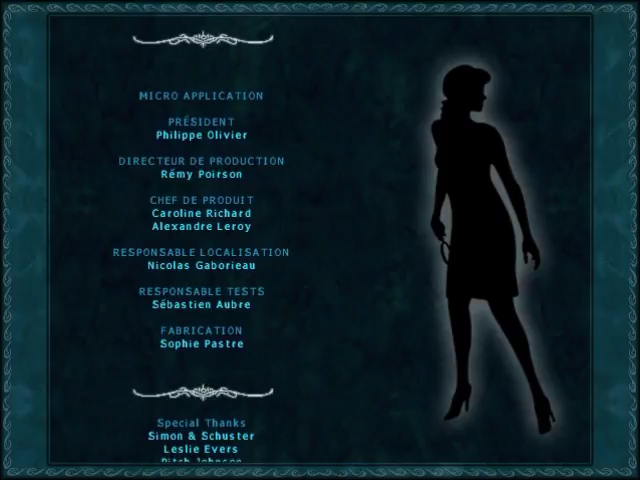 MICRO APPLICATION
PRÉSIDENT
Philippe Olivier
DIRECTEUR DE PRODUCTION
Rémy Poirson
CHEF DE PRODUIT
Caroline Richard
Alexandre Leroy
RESPONSABLE LOCALISATION
Nicolas Gaborieau
RESPONSABLE TESTS
Sébastien Aubre
FABRICATION
Sophie Pastre
Special Thanks
Simon & Schuster
Leslie Evers
Johnson